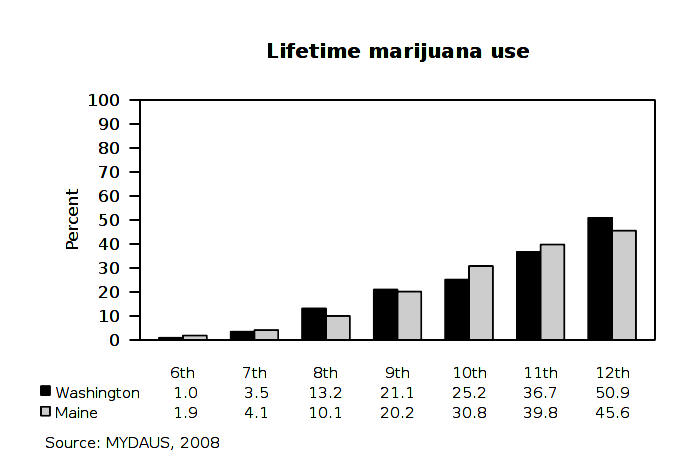 Lifetime marijuana use
100
90
80
70
60
50
40
30
20
10
0
Percent
6th 7th 8th 9th 10th 11th 12th
Washington 1.0 3.5 13.2 21.1 25.2 36.7 50.9
Maine 1.9 4.1 10.1 20.2 30.8 39.8 45.6
Source: MYDAUS, 2008